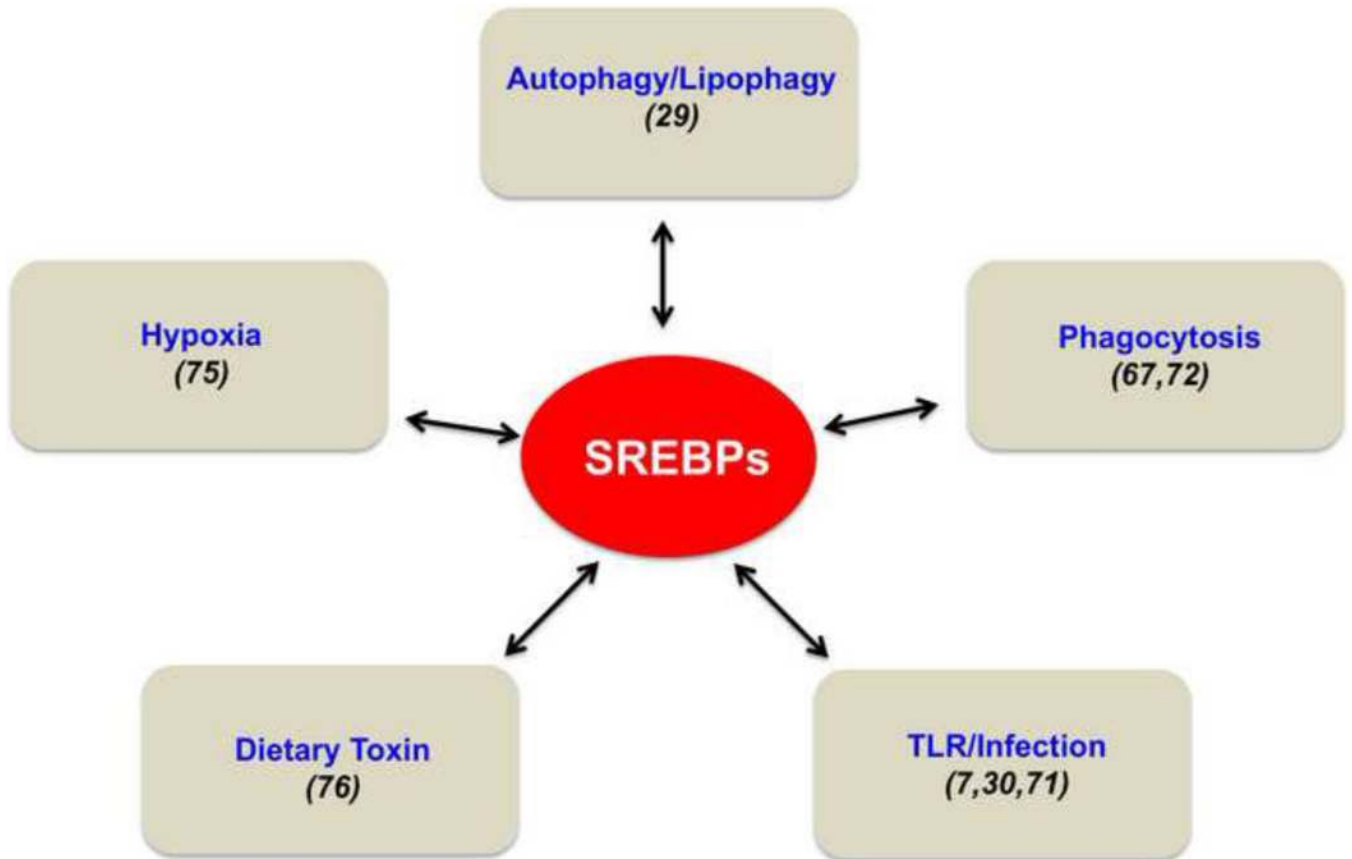 Autophagy/Lipophagy
(29)
Hypoxia
(75)
Phagocytosis
(67,72)
SREBPs
Dietary Toxin
(76)
TLR/Infection
(7,30,71)